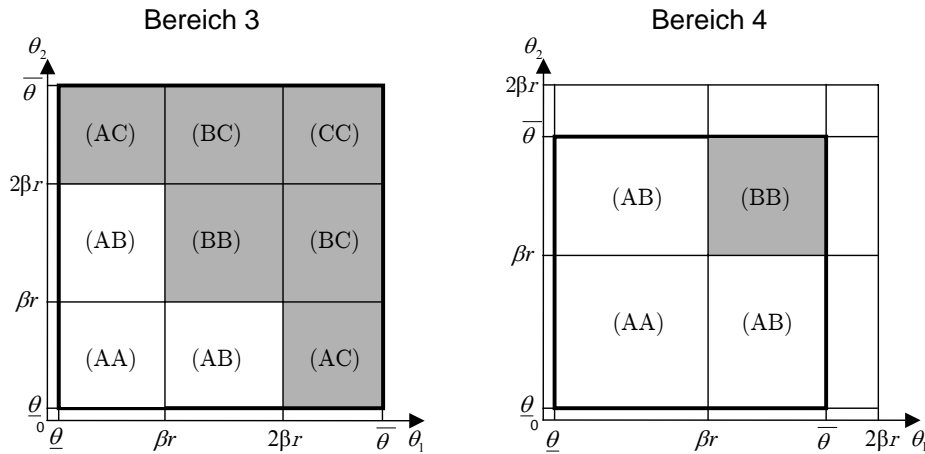 Bereich 3 Bereich 4
θ₂ θ₂
2βr
θ̅ θ̅
(AC) (BC) (CC)
(AB) (BB)
2βr
(AB) (BB) (BC)
βr
βr
(AA) (AB) (AC)
(AA) (AB)
θ̲ θ̲
0 0
θ̲ βr 2βr θ̅ θ₁ θ̲ βr θ̅ 2βr θ₁